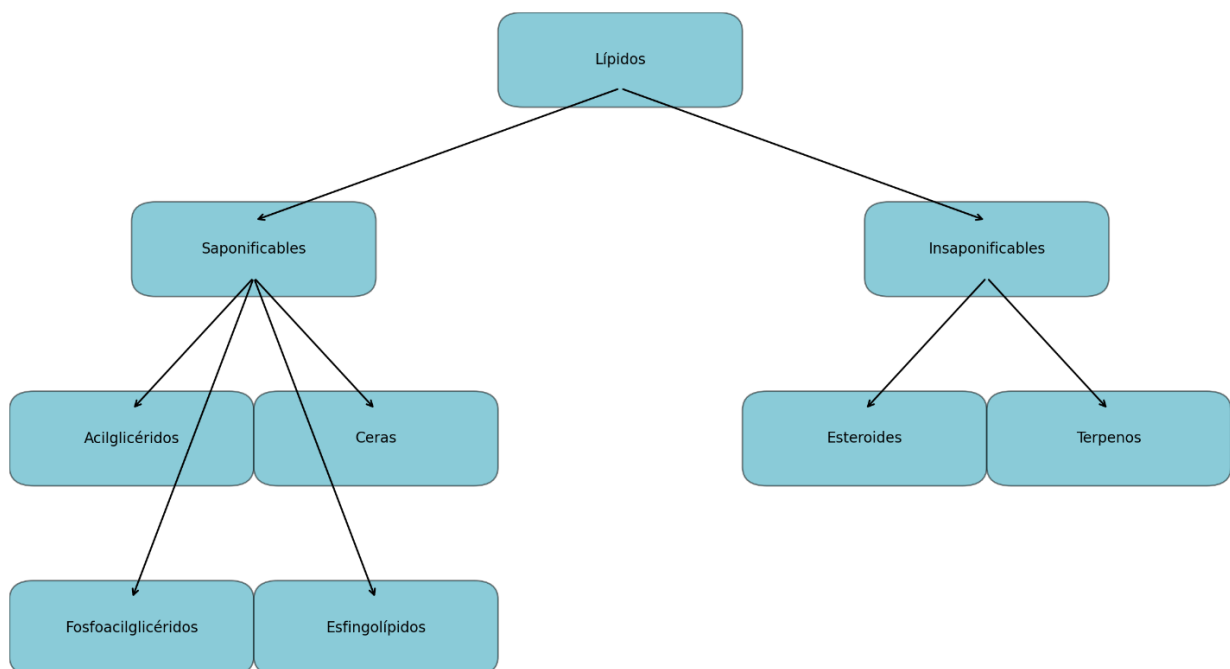 Lípidos
Saponificables
Insaponificables
Acilglicéridos
Ceras
Esteroides
Terpenos
Fosfoacilglicéridos
Esfingolípidos